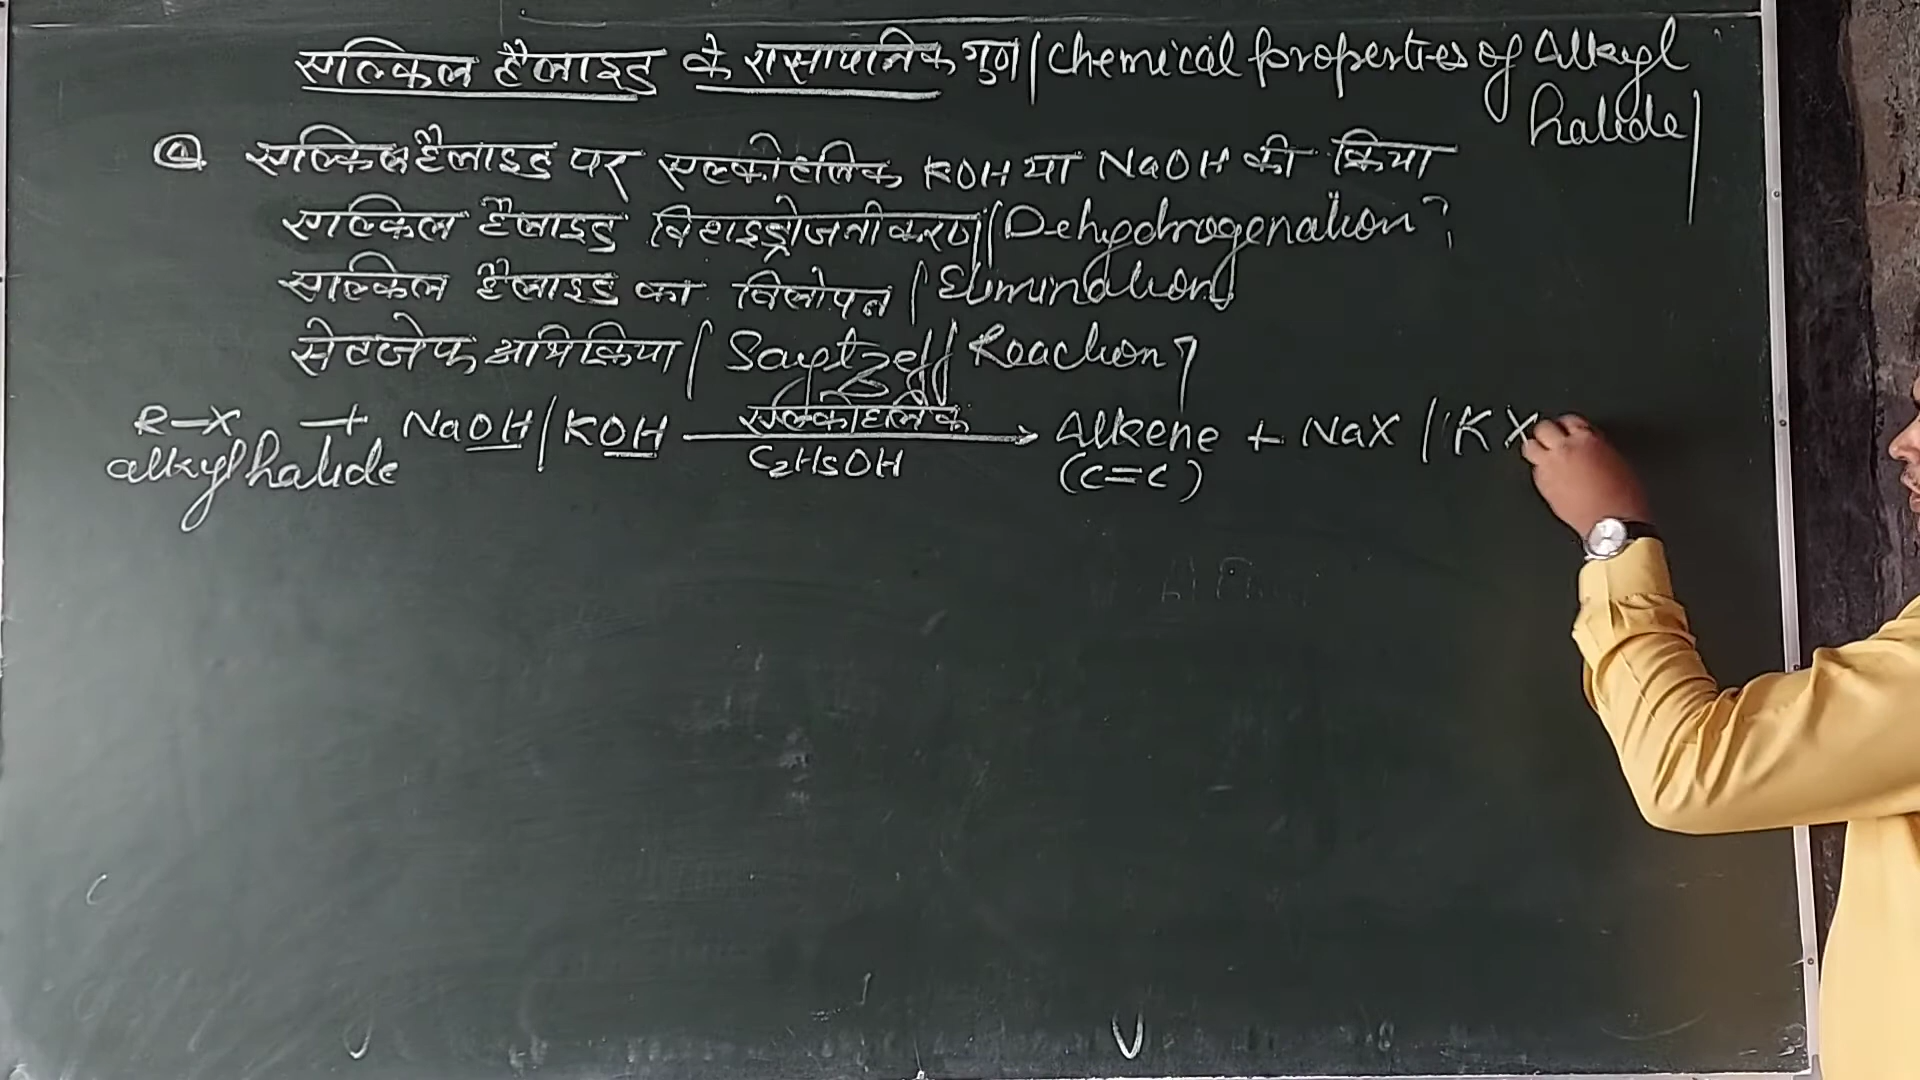 एल्किल हैलाइड के रासायनिक गुण/Chemical properties of Alkyl halide/
Q. एल्किल हैलाइड पर एल्कोहलिक KOH या NaOH की क्रिया
एल्किल हैलाइड विहाइड्रोजनीकरण/Dehydrogenation?
एल्किल हैलाइड का विलोपन/Elimination
सेटजेफ अभिक्रिया/Saytzeff Reaction?
R-X + NaOH/KOH एल्कोहलिक C2H5OH → Alkene + NaX / KX
alkyl halide (C=C)